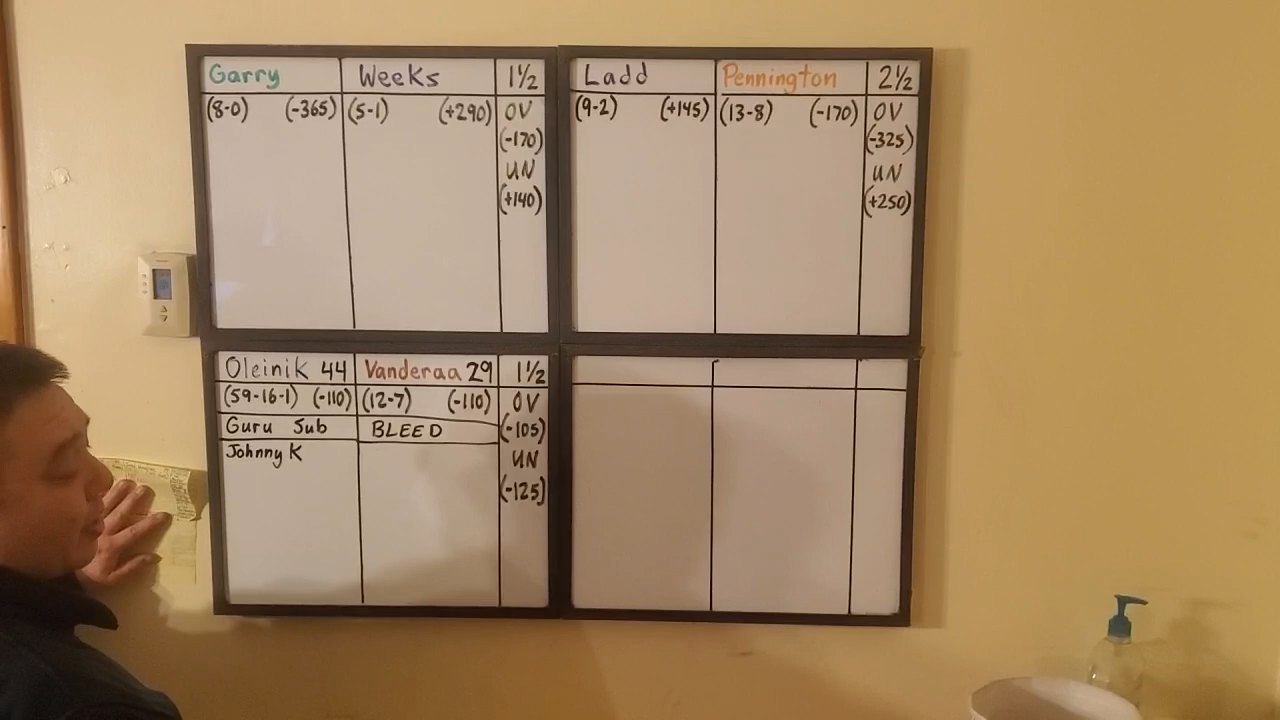 Garry Weeks 1½
(8-0) (-365) (5-1) (+290) OV
(-170)
UN
(+140)
Ladd Pennington 2½
(9-2) (+145) (13-8) (-170) OV
(-325)
UN
(+250)
Oleinik 44 Vanderaa 29 1½
(59-16-1) (-110) (12-7) (-110) OV
Guru Sub BLEED (-105)
Johnny K UN
(-125)